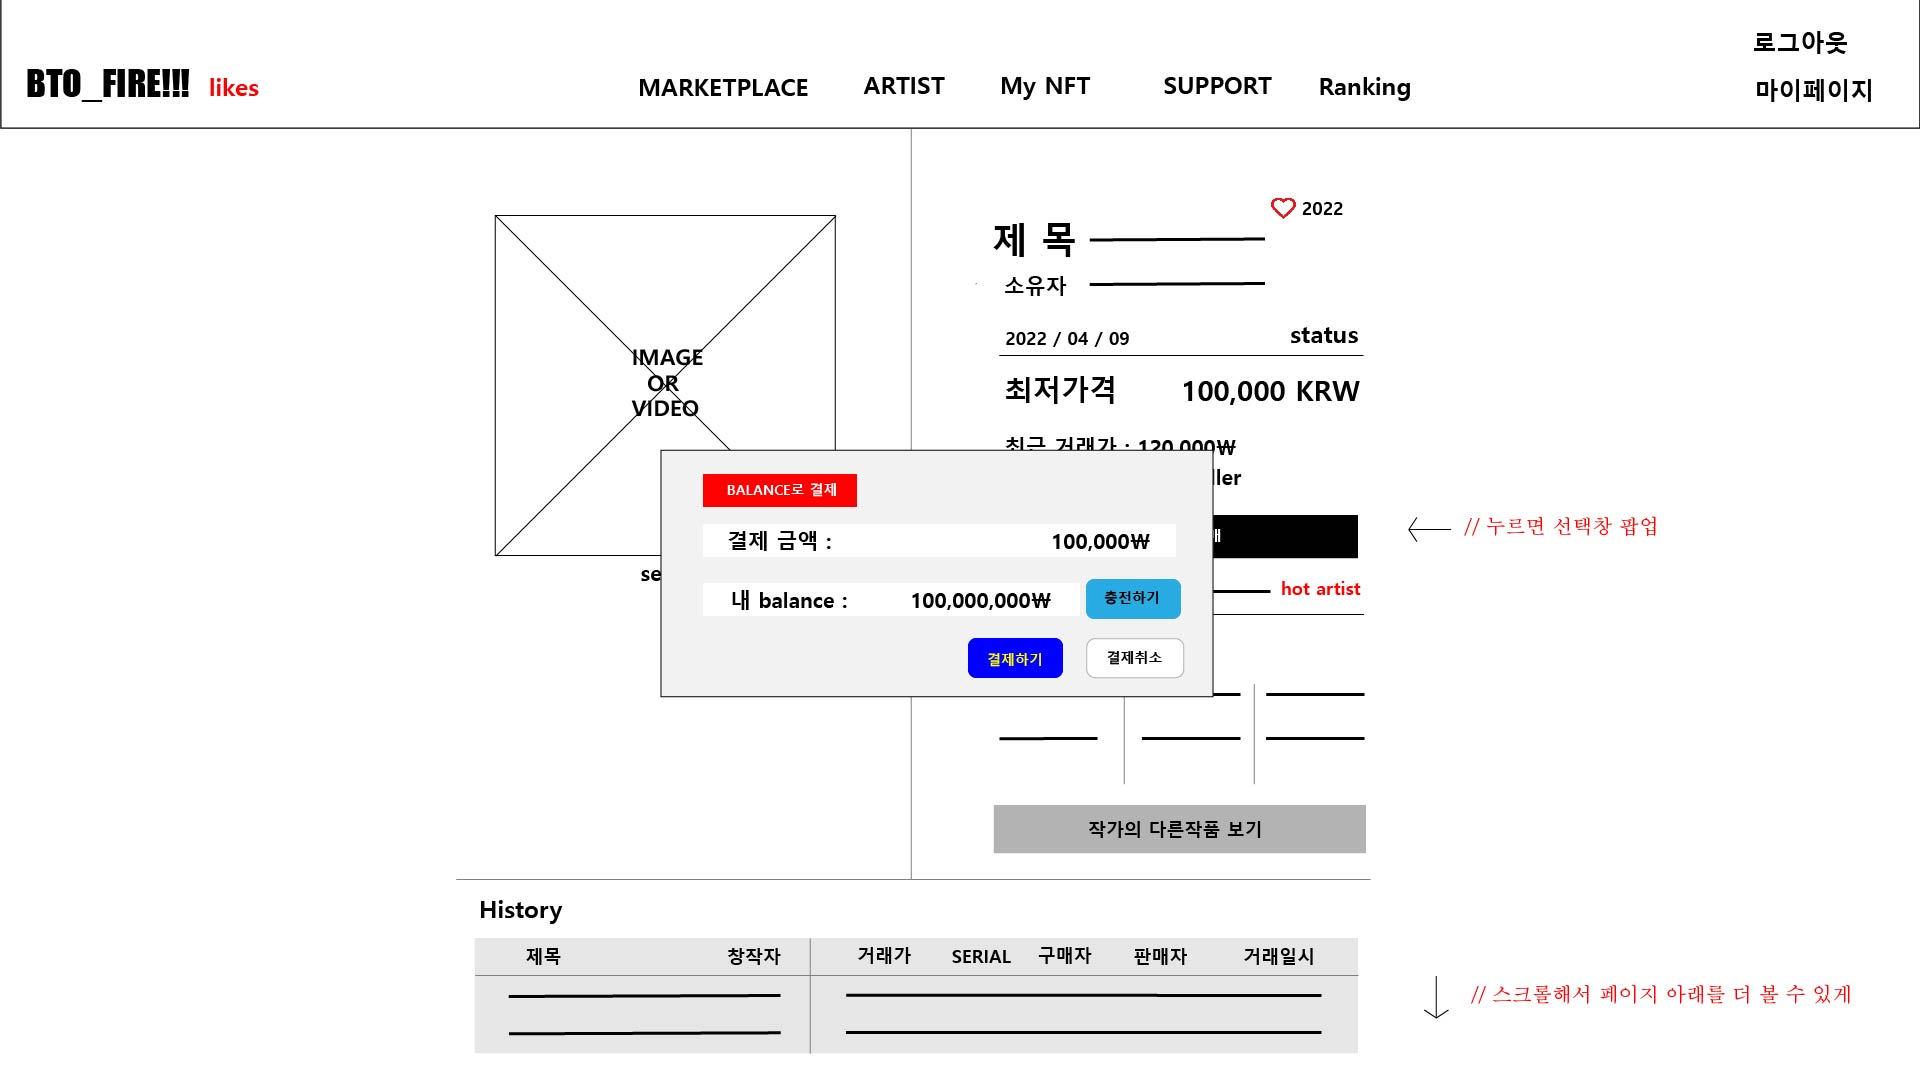 로그아웃
BTO_FIRE!!! likes MARKETPLACE ARTIST My NFT SUPPORT Ranking 마이페이지
2022
제 목
소유자
2022 / 04 / 09 status
최저가격 100,000 KRW
IMAGE
OR
VIDEO
최근 거래가 : 120,000₩
BALANCE로 결제
결제 금액 : 100,000₩
// 누르면 선택창 팝업
hot artist
내 balance : 100,000,000₩ 충전하기
결제하기 결제취소
작가의 다른작품 보기
History
제목 창작자 거래가 SERIAL 구매자 판매자 거래일시
// 스크롤해서 페이지 아래를 더 볼 수 있게